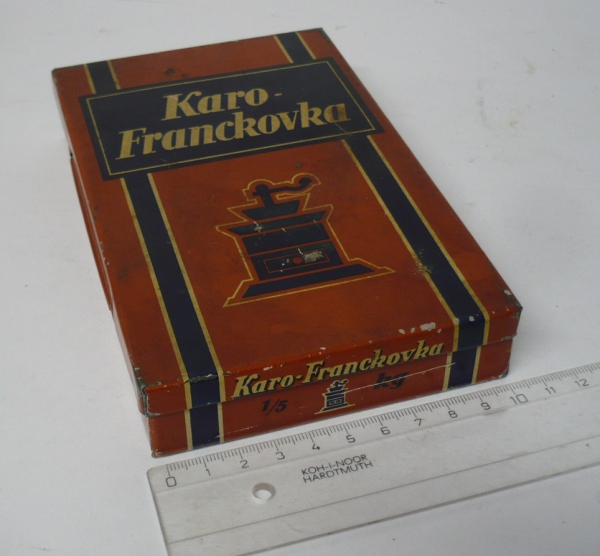 Karo-
Franckovka
Karo-Franckovka
1/5 kg
0 1 2 3 4 5 6 7 8 9 10 11 12
KOH-I-NOOR
HARDTMUTH